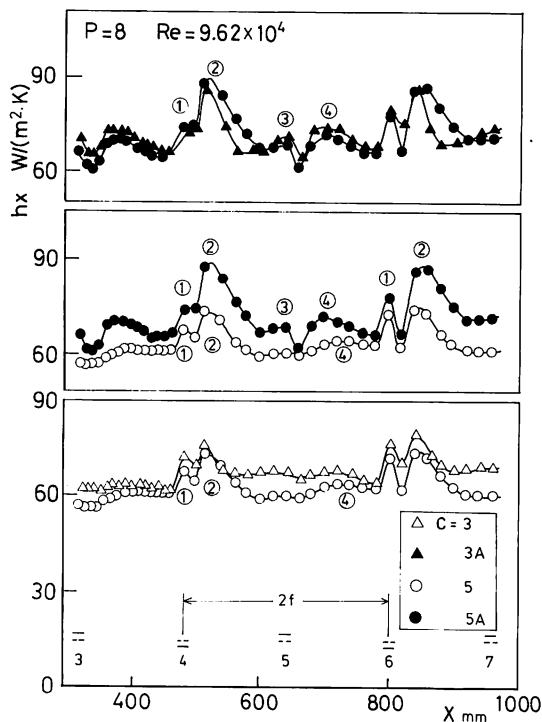 P=8 Re=9.62×10⁴
hx W/(m²·K)
90
60
① ② ③ ④
90
60
① ② ③ ④ ① ②
① ② ④
90
60
30
0
① ② ④
△ C=3
▲ 3A
○ 5
● 5A
2f
3 4 5 6 7
400 600 800 1000
X mm